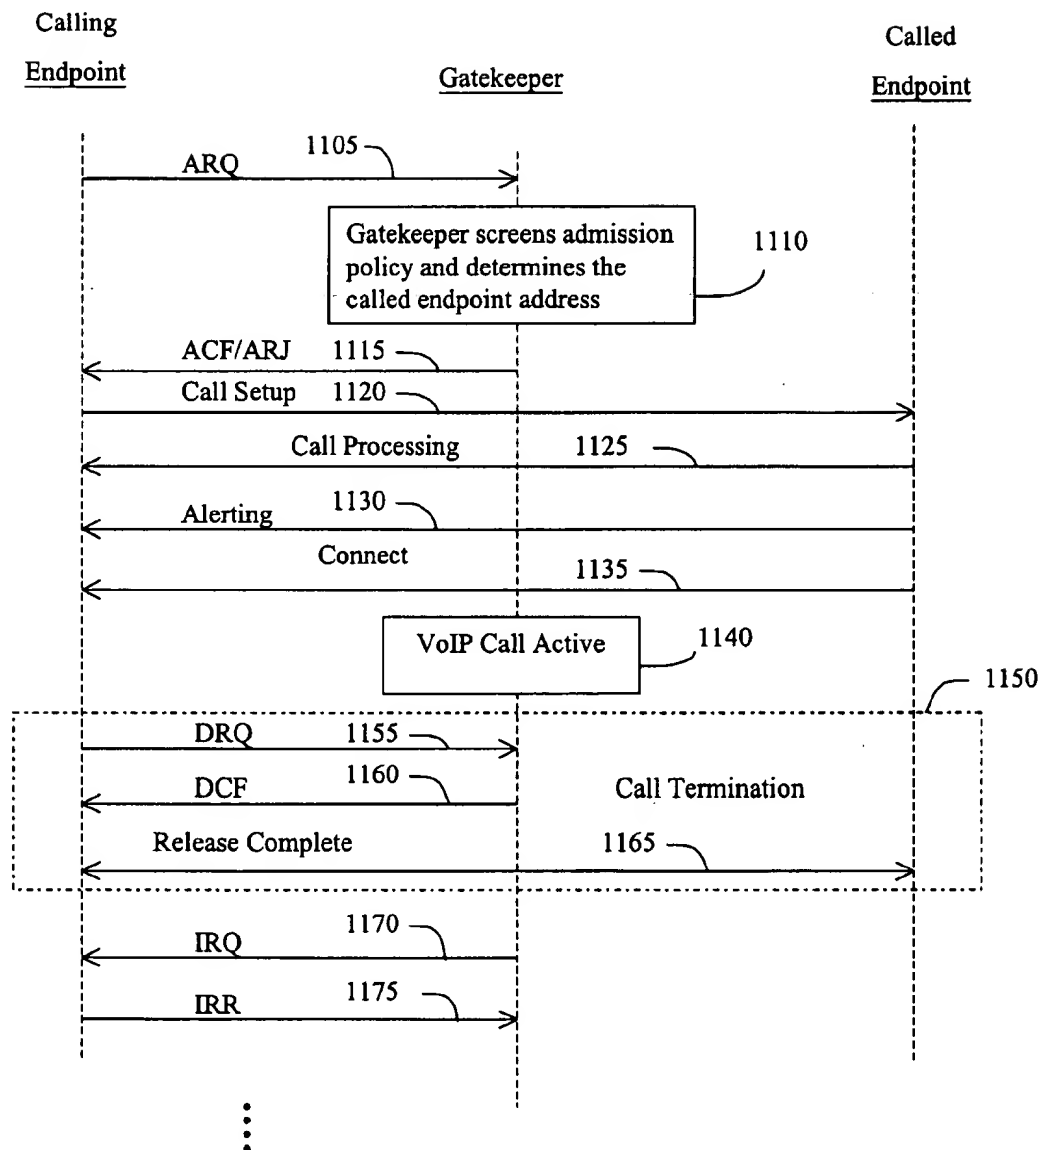 Calling
Endpoint
Gatekeeper
Called
Endpoint
ARQ 1105
Gatekeeper screens admission
policy and determines the
called endpoint address
1110
ACF/ARJ 1115
Call Setup 1120
Call Processing 1125
Alerting 1130
Connect 1135
VoIP Call Active
1140
1150
DRQ 1155
DCF 1160
Call Termination
Release Complete 1165
IRQ 1170
IRR 1175